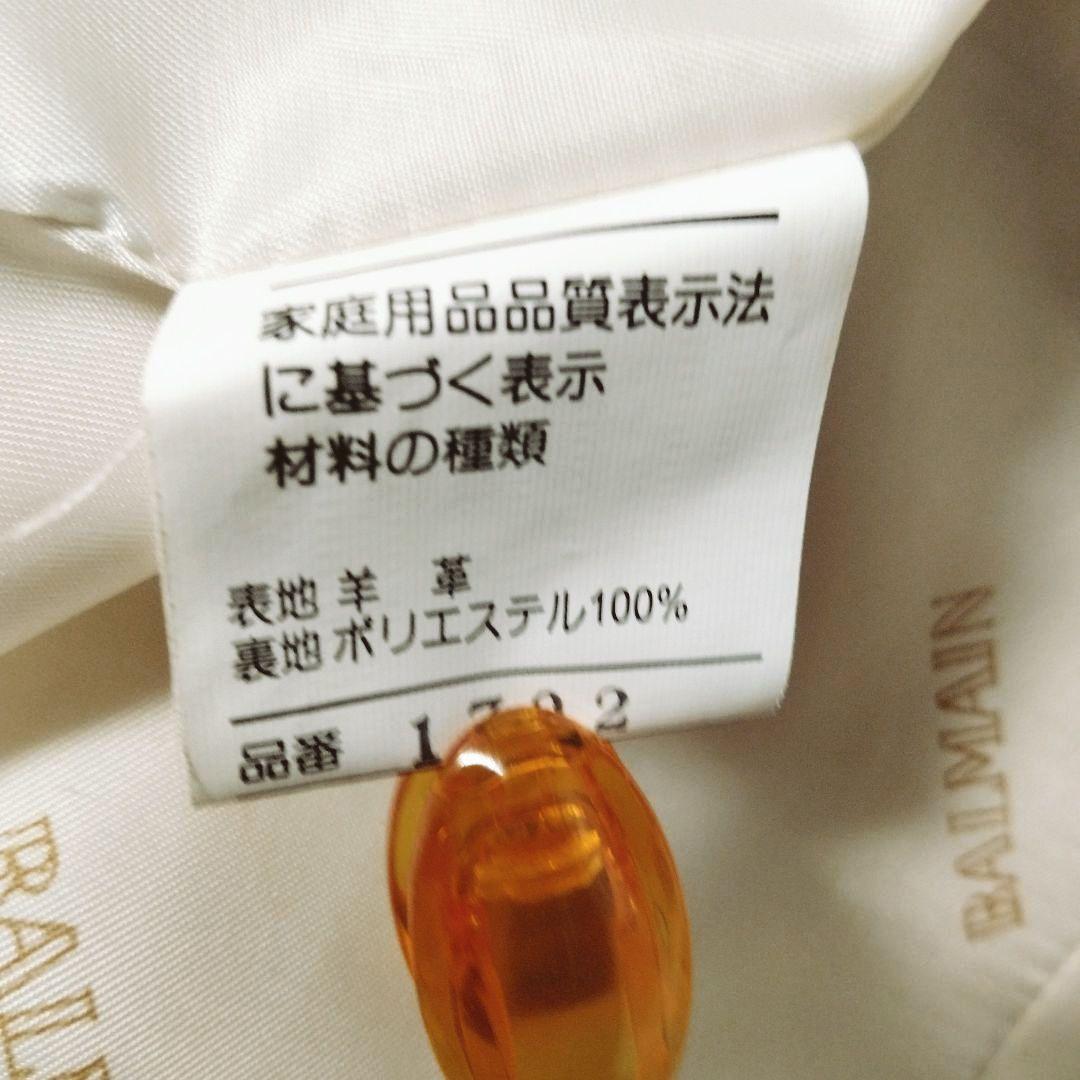 家庭用品品質表示法
に基づく表示
材料の種類
表地 羊 革
裏地 ポリエステル100%
品番
BALMAIN